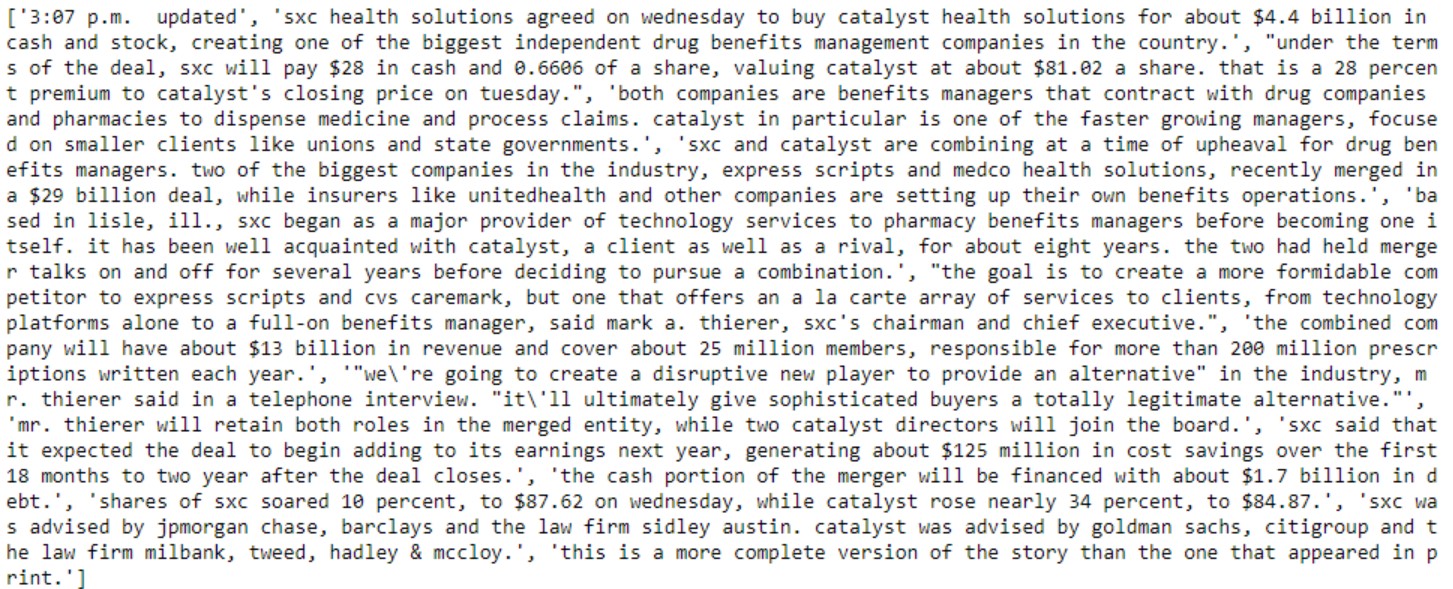 ['3:07 p.m.  updated', 'sxc health solutions agreed on wednesday to buy catalyst health solutions for about $4.4 billion in
cash and stock, creating one of the biggest independent drug benefits management companies in the country.', "under the term
s of the deal, sxc will pay $28 in cash and 0.6606 of a share, valuing catalyst at about $81.02 a share. that is a 28 percen
t premium to catalyst's closing price on tuesday.", 'both companies are benefits managers that contract with drug companies
and pharmacies to dispense medicine and process claims. catalyst in particular is one of the faster growing managers, focuse
d on smaller clients like unions and state governments.', 'sxc and catalyst are combining at a time of upheaval for drug ben
efits managers. two of the biggest companies in the industry, express scripts and medco health solutions, recently merged in
a $29 billion deal, while insurers like unitedhealth and other companies are setting up their own benefits operations.', 'ba
sed in lisle, ill., sxc began as a major provider of technology services to pharmacy benefits managers before becoming one i
tself. it has been well acquainted with catalyst, a client as well as a rival, for about eight years. the two had held merge
r talks on and off for several years before deciding to pursue a combination.', "the goal is to create a more formidable com
petitor to express scripts and cvs caremark, but one that offers an a la carte array of services to clients, from technology
platforms alone to a full-on benefits manager, said mark a. thierer, sxc's chairman and chief executive.", 'the combined com
pany will have about $13 billion in revenue and cover about 25 million members, responsible for more than 200 million prescr
iptions written each year.', '"we\'re going to create a disruptive new player to provide an alternative" in the industry, m
r. thierer said in a telephone interview. "it\'ll ultimately give sophisticated buyers a totally legitimate alternative."',
'mr. thierer will retain both roles in the merged entity, while two catalyst directors will join the board.', 'sxc said that
it expected the deal to begin adding to its earnings next year, generating about $125 million in cost savings over the first
18 months to two year after the deal closes.', 'the cash portion of the merger will be financed with about $1.7 billion in d
ebt.', 'shares of sxc soared 10 percent, to $87.62 on wednesday, while catalyst rose nearly 34 percent, to $84.87.', 'sxc wa
s advised by jpmorgan chase, barclays and the law firm sidley austin. catalyst was advised by goldman sachs, citigroup and t
he law firm milbank, tweed, hadley & mccloy.', 'this is a more complete version of the story than the one that appeared in p
rint.']